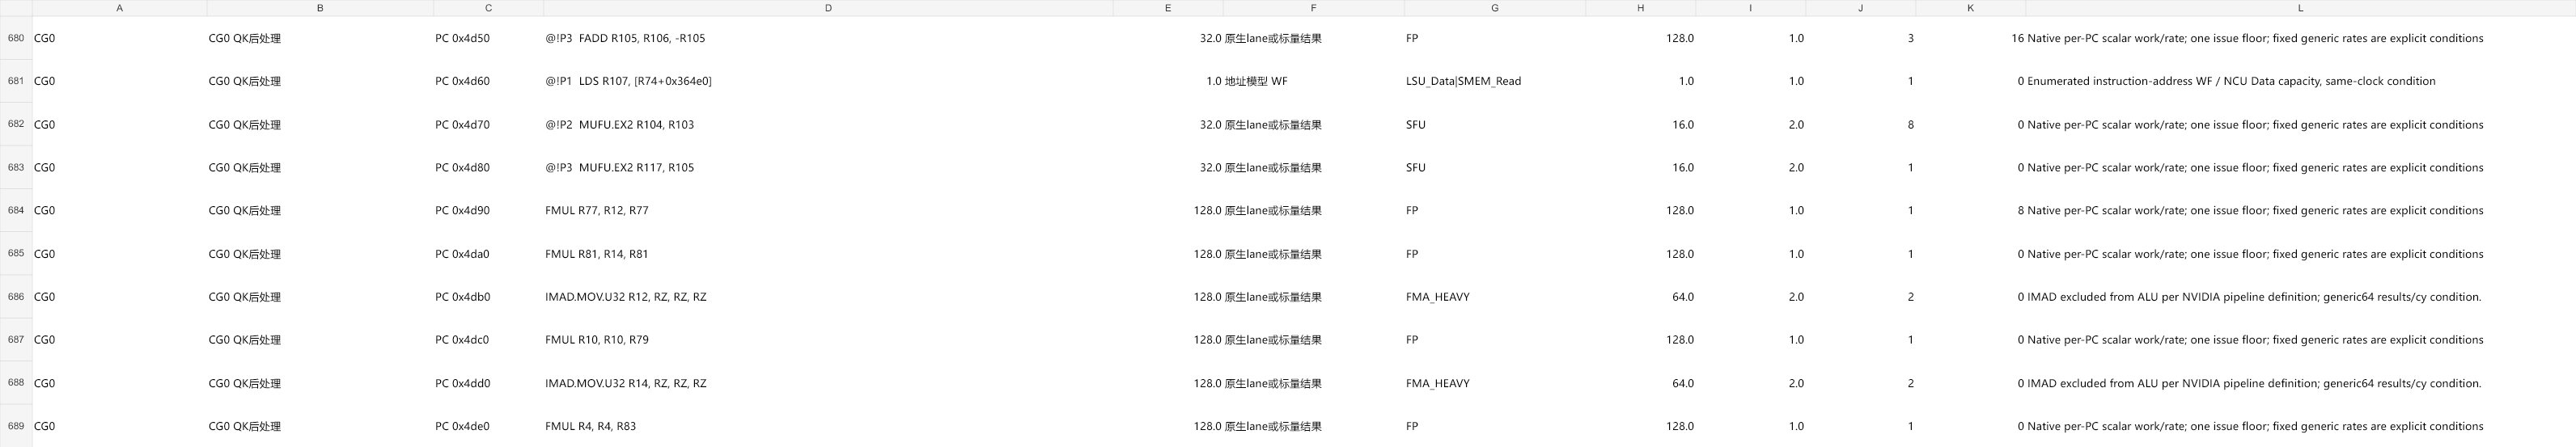 A B C D E F G H I J K L
680 CG0 CG0 QK后处理 PC 0x4d50 @!P3 FADD R105, R106, -R105 32.0 原生lane或标量结果 FP 128.0 1.0 3 16 Native per-PC scalar work/rate; one issue floor; fixed generic rates are explicit conditions
681 CG0 CG0 QK后处理 PC 0x4d60 @!P1 LDS R107, [R74+0x364e0] 1.0 地址模型 WF LSU_Data|SMEM_Read 1.0 1.0 1 0 Enumerated instruction-address WF / NCU Data capacity, same-clock condition
682 CG0 CG0 QK后处理 PC 0x4d70 @!P2 MUFU.EX2 R104, R103 32.0 原生lane或标量结果 SFU 16.0 2.0 8 0 Native per-PC scalar work/rate; one issue floor; fixed generic rates are explicit conditions
683 CG0 CG0 QK后处理 PC 0x4d80 @!P3 MUFU.EX2 R117, R105 32.0 原生lane或标量结果 SFU 16.0 2.0 1 0 Native per-PC scalar work/rate; one issue floor; fixed generic rates are explicit conditions
684 CG0 CG0 QK后处理 PC 0x4d90 FMUL R77, R12, R77 128.0 原生lane或标量结果 FP 128.0 1.0 1 8 Native per-PC scalar work/rate; one issue floor; fixed generic rates are explicit conditions
685 CG0 CG0 QK后处理 PC 0x4da0 FMUL R81, R14, R81 128.0 原生lane或标量结果 FP 128.0 1.0 1 0 Native per-PC scalar work/rate; one issue floor; fixed generic rates are explicit conditions
686 CG0 CG0 QK后处理 PC 0x4db0 IMAD.MOV.U32 R12, RZ, RZ, RZ 128.0 原生lane或标量结果 FMA_HEAVY 64.0 2.0 2 0 IMAD excluded from ALU per NVIDIA pipeline definition; generic64 results/cy condition.
687 CG0 CG0 QK后处理 PC 0x4dc0 FMUL R10, R10, R79 128.0 原生lane或标量结果 FP 128.0 1.0 1 0 Native per-PC scalar work/rate; one issue floor; fixed generic rates are explicit conditions
688 CG0 CG0 QK后处理 PC 0x4dd0 IMAD.MOV.U32 R14, RZ, RZ, RZ 128.0 原生lane或标量结果 FMA_HEAVY 64.0 2.0 2 0 IMAD excluded from ALU per NVIDIA pipeline definition; generic64 results/cy condition.
689 CG0 CG0 QK后处理 PC 0x4de0 FMUL R4, R4, R83 128.0 原生lane或标量结果 FP 128.0 1.0 1 0 Native per-PC scalar work/rate; one issue floor; fixed generic rates are explicit conditions